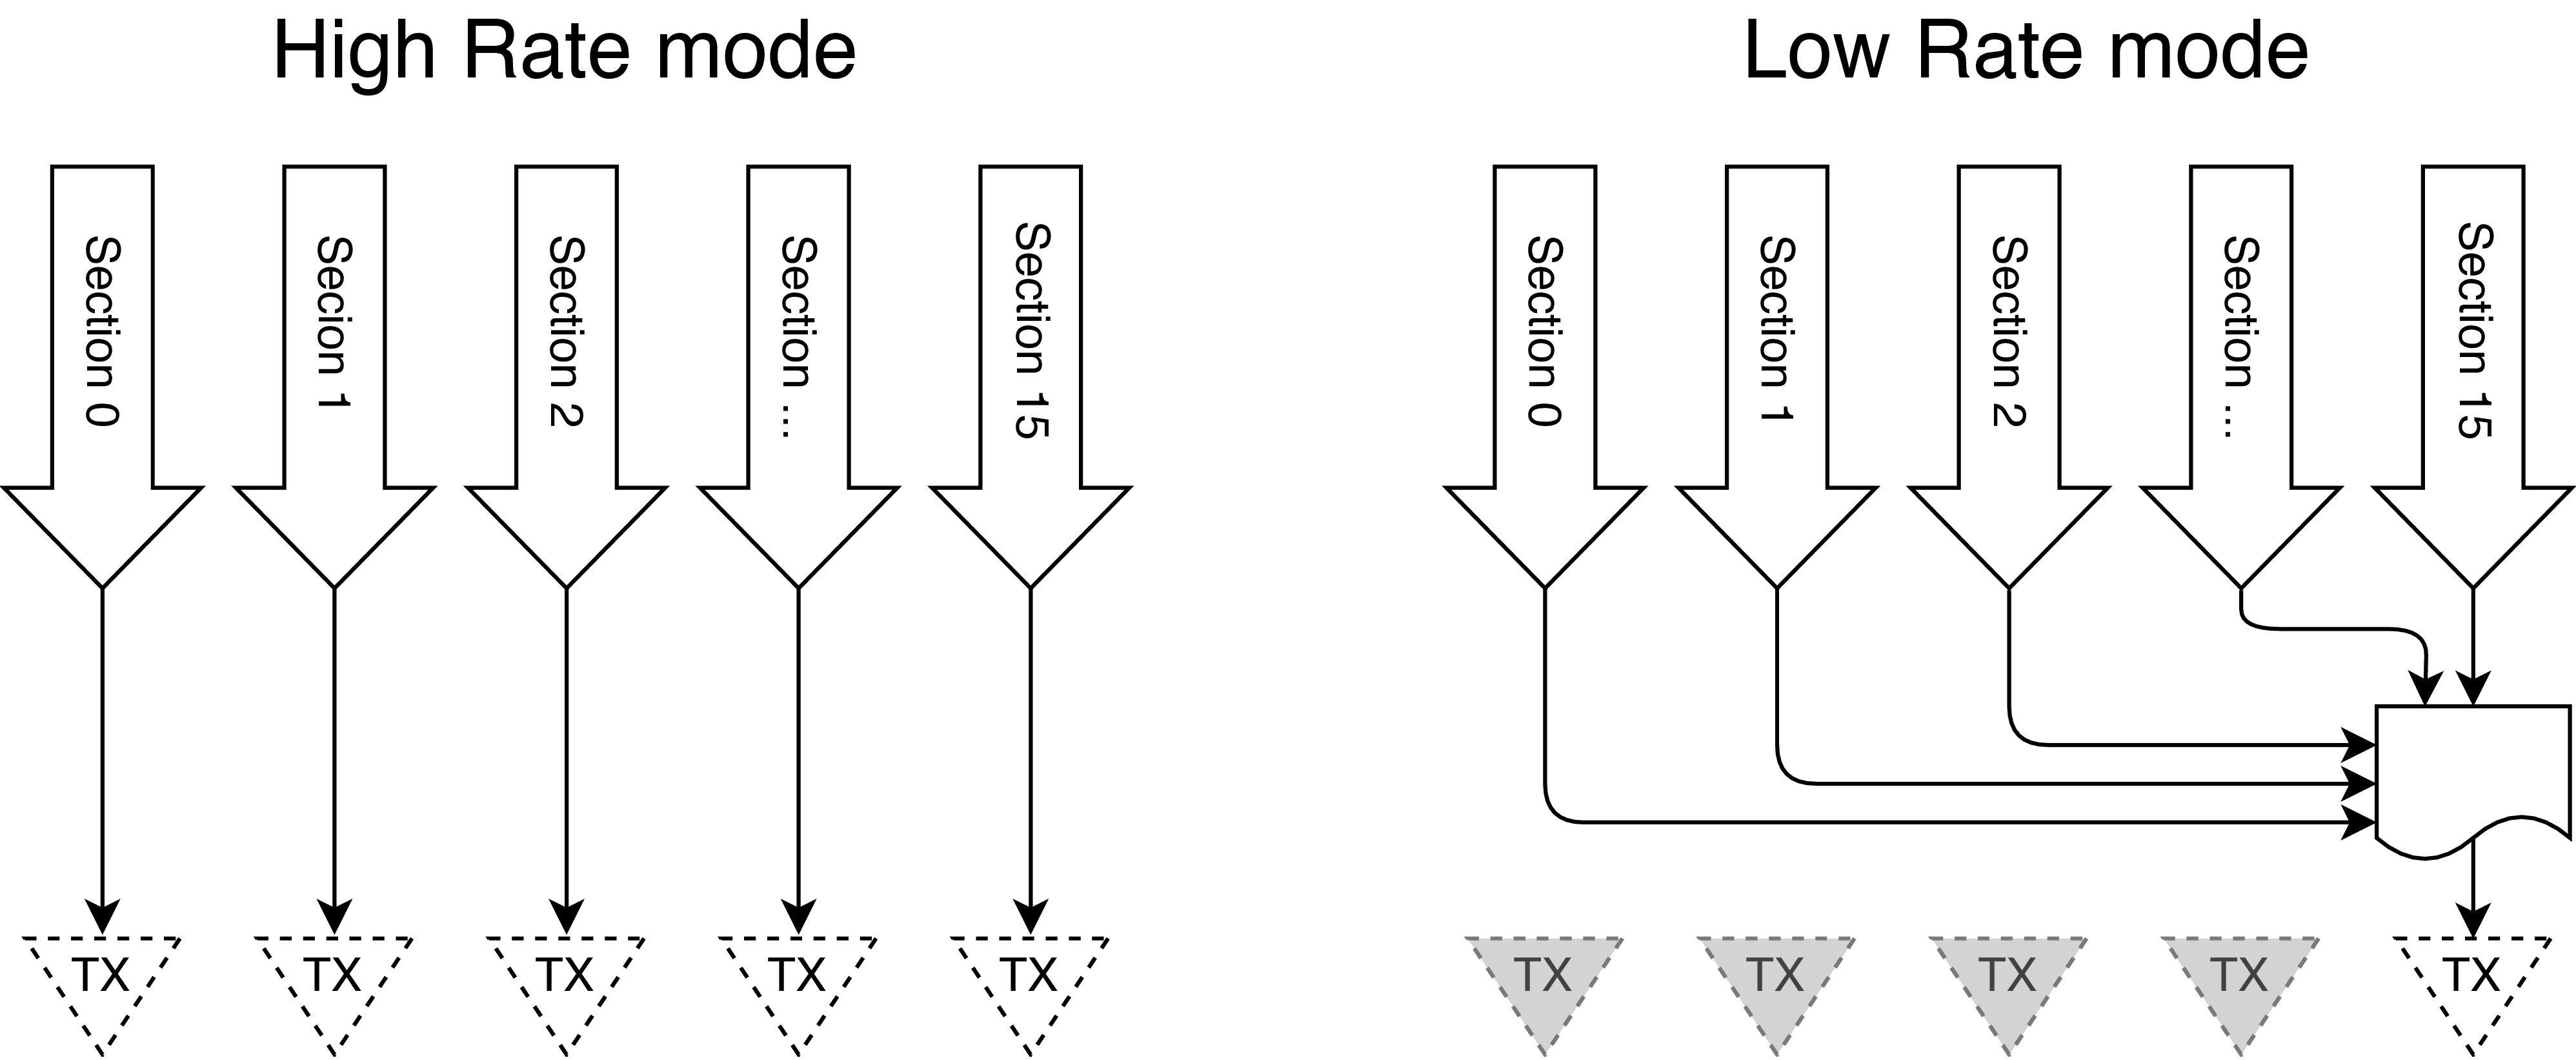 High Rate mode
Low Rate mode
Section 0
Secion 1
Section 2
Section ...
Section 15
Section 0
Section 1
Section 2
Section ...
Section 15
TX
TX
TX
TX
TX
TX
TX
TX
TX
TX